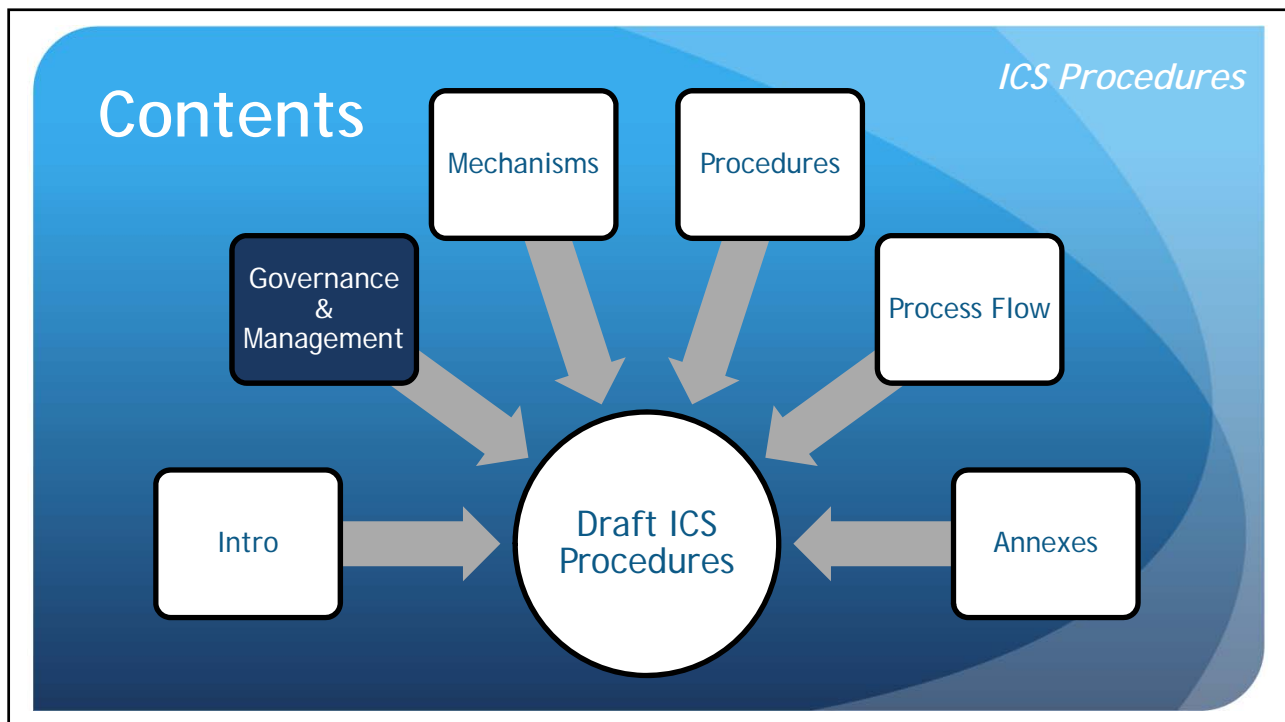 ICS Procedures
Contents
Mechanisms
Procedures
Governance
&
Management
Process Flow
Intro
Draft ICS
Procedures
Annexes